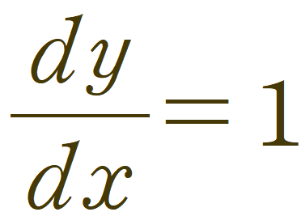 dy/dx = 1